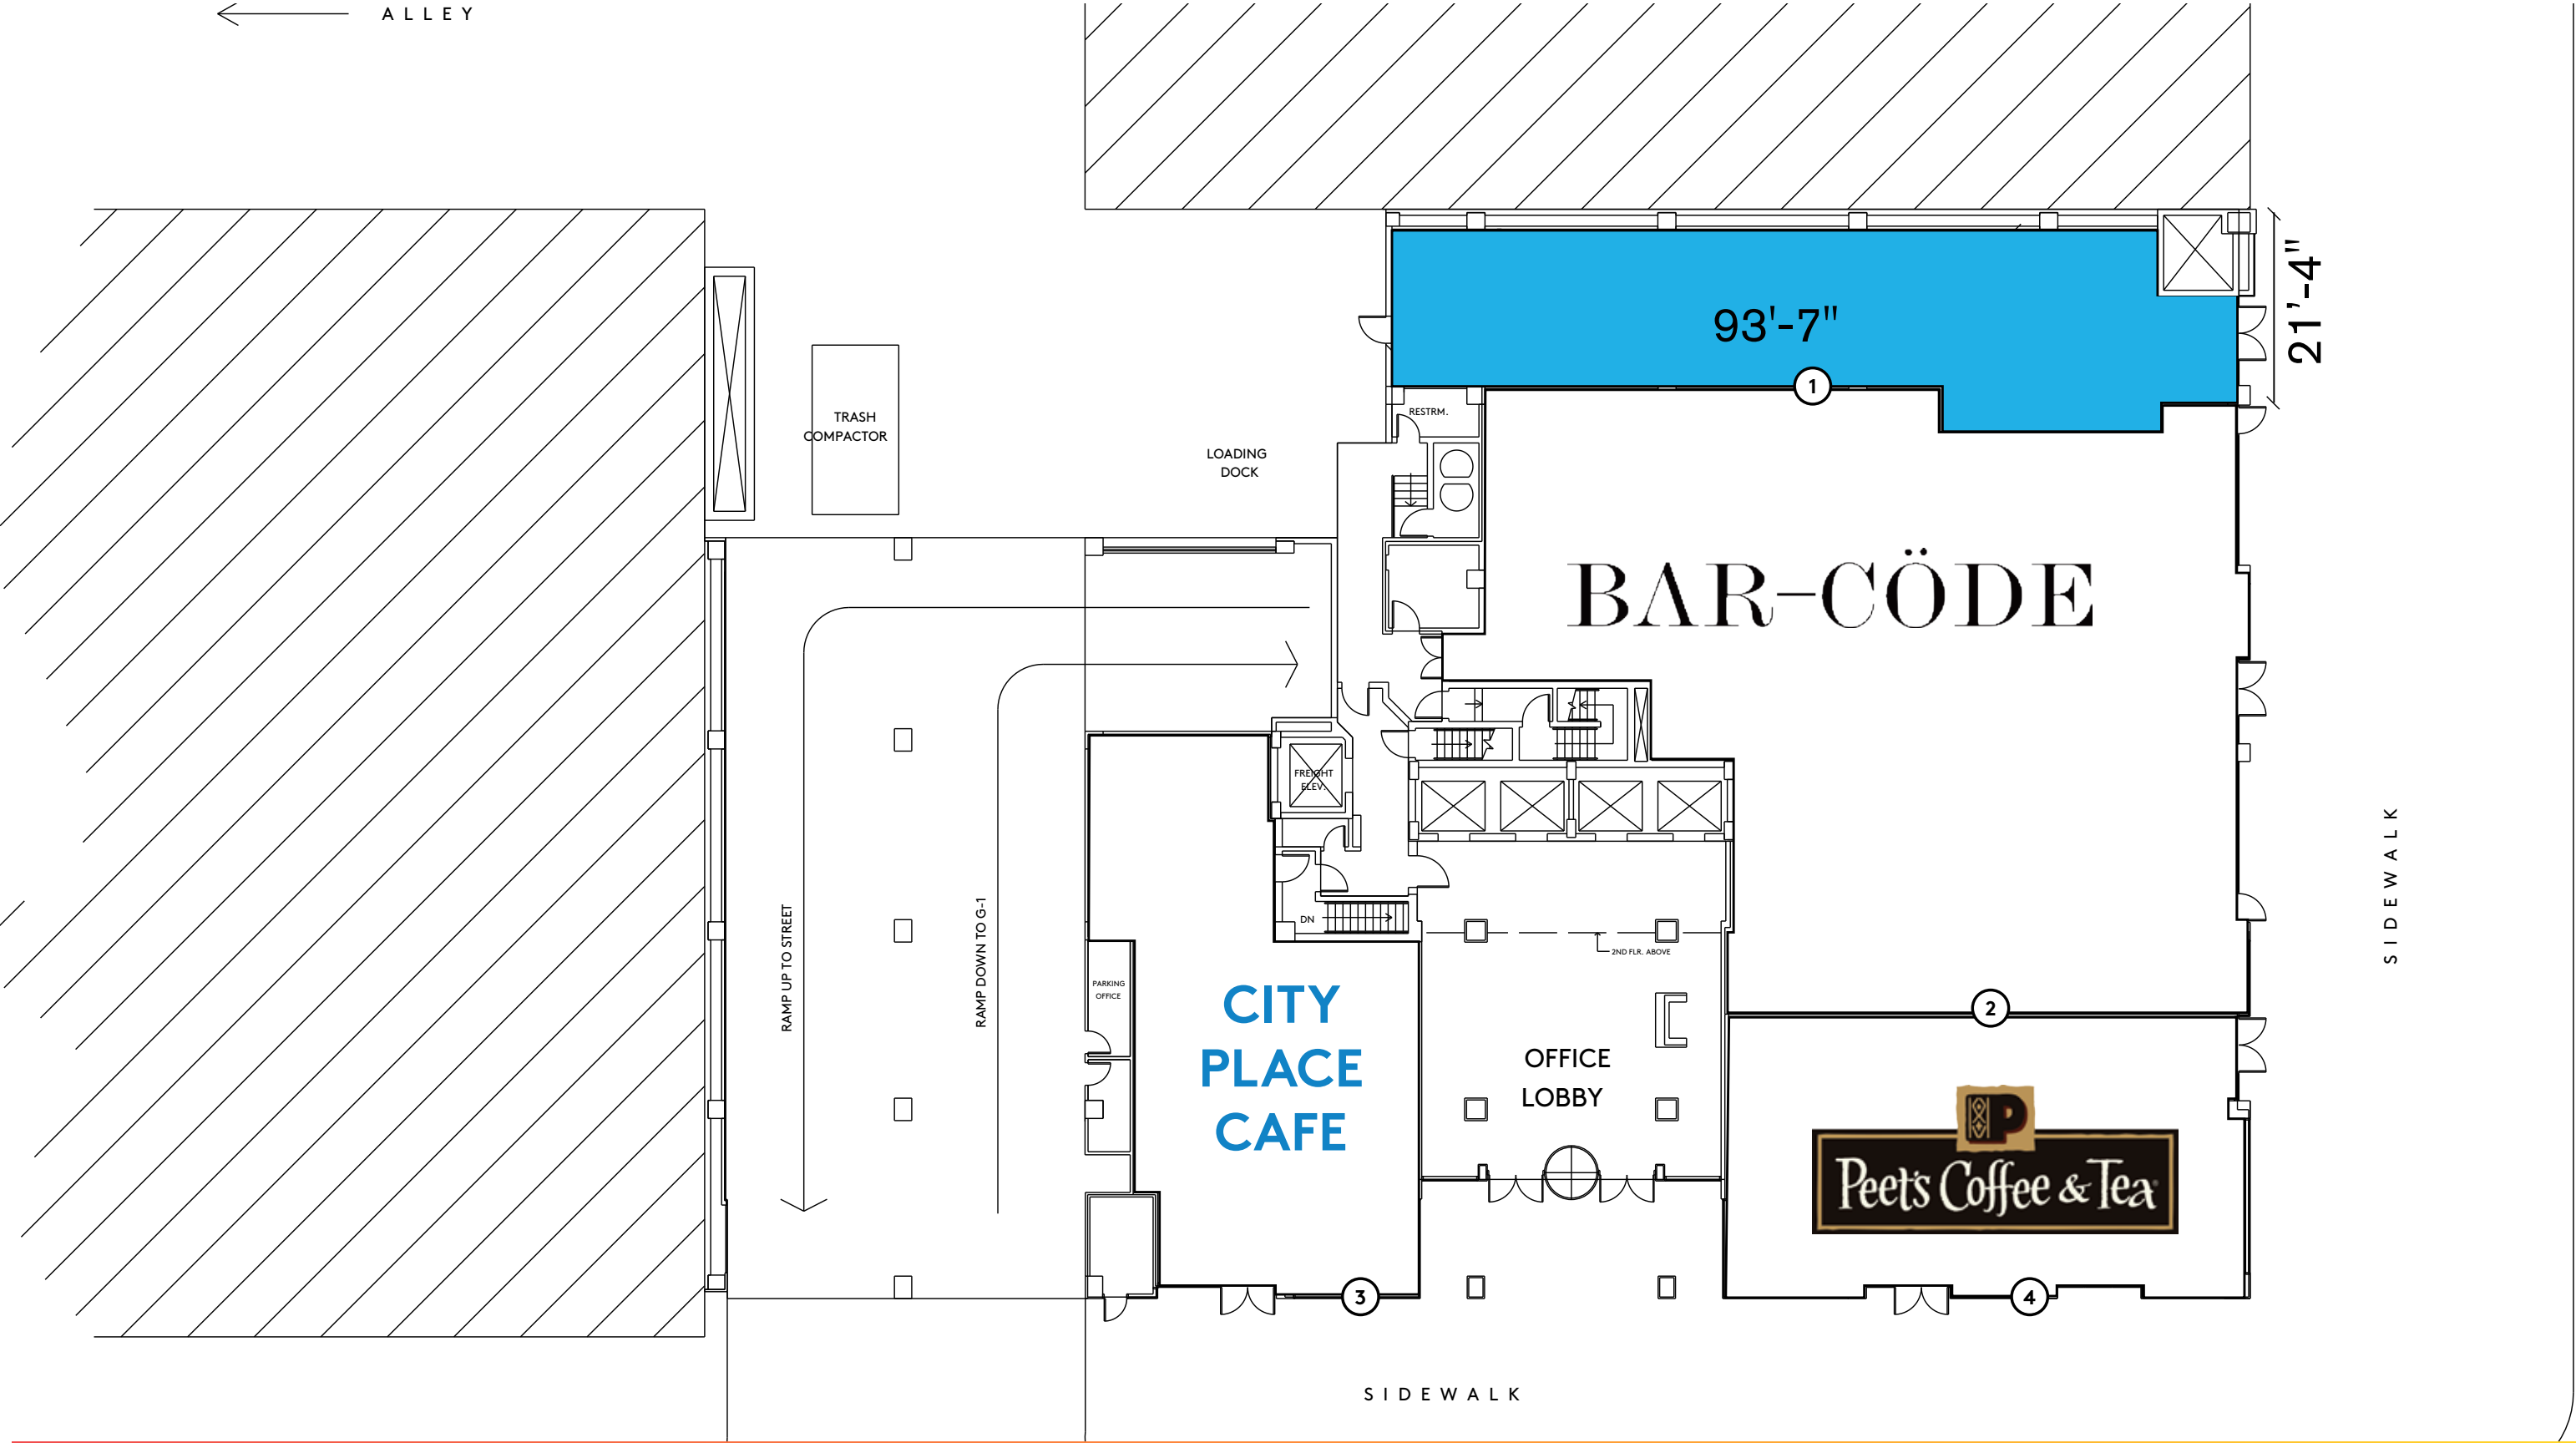 ALLEY
93'-7"
21'-4"
1
RESTRM.
TRASH
COMPACTOR
LOADING
DOCK
BAR–CÖDE
FREIGHT
ELEV.
DN
2ND FLR. ABOVE
RAMP UP TO STREET
RAMP DOWN TO G-1
PARKING
OFFICE
CITY
PLACE
CAFE
OFFICE
LOBBY
2
P
Peet's Coffee & Tea
3
4
SIDEWALK
SIDEWALK